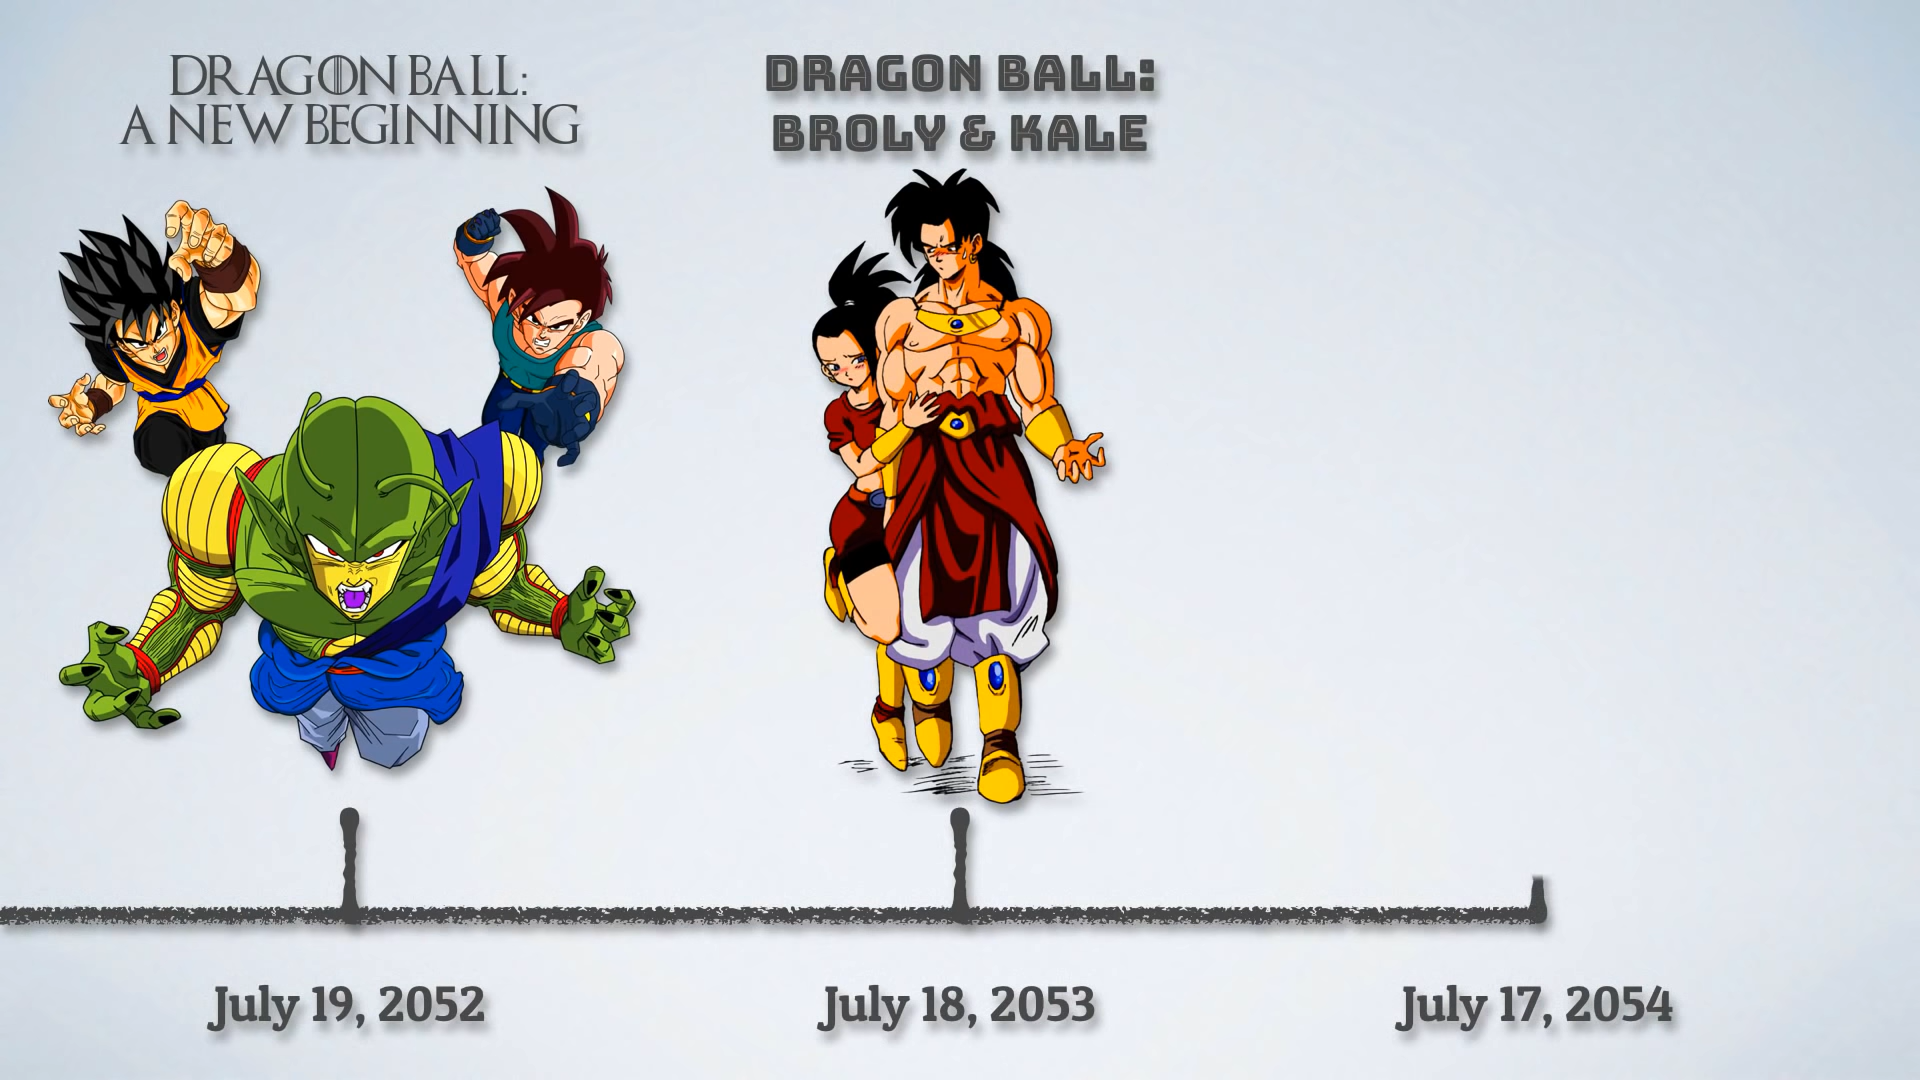 DRAGON BALL:
A NEW BEGINNING
DRAGON BALL:
BROLY & KALE
July 19, 2052
July 18, 2053
July 17, 2054